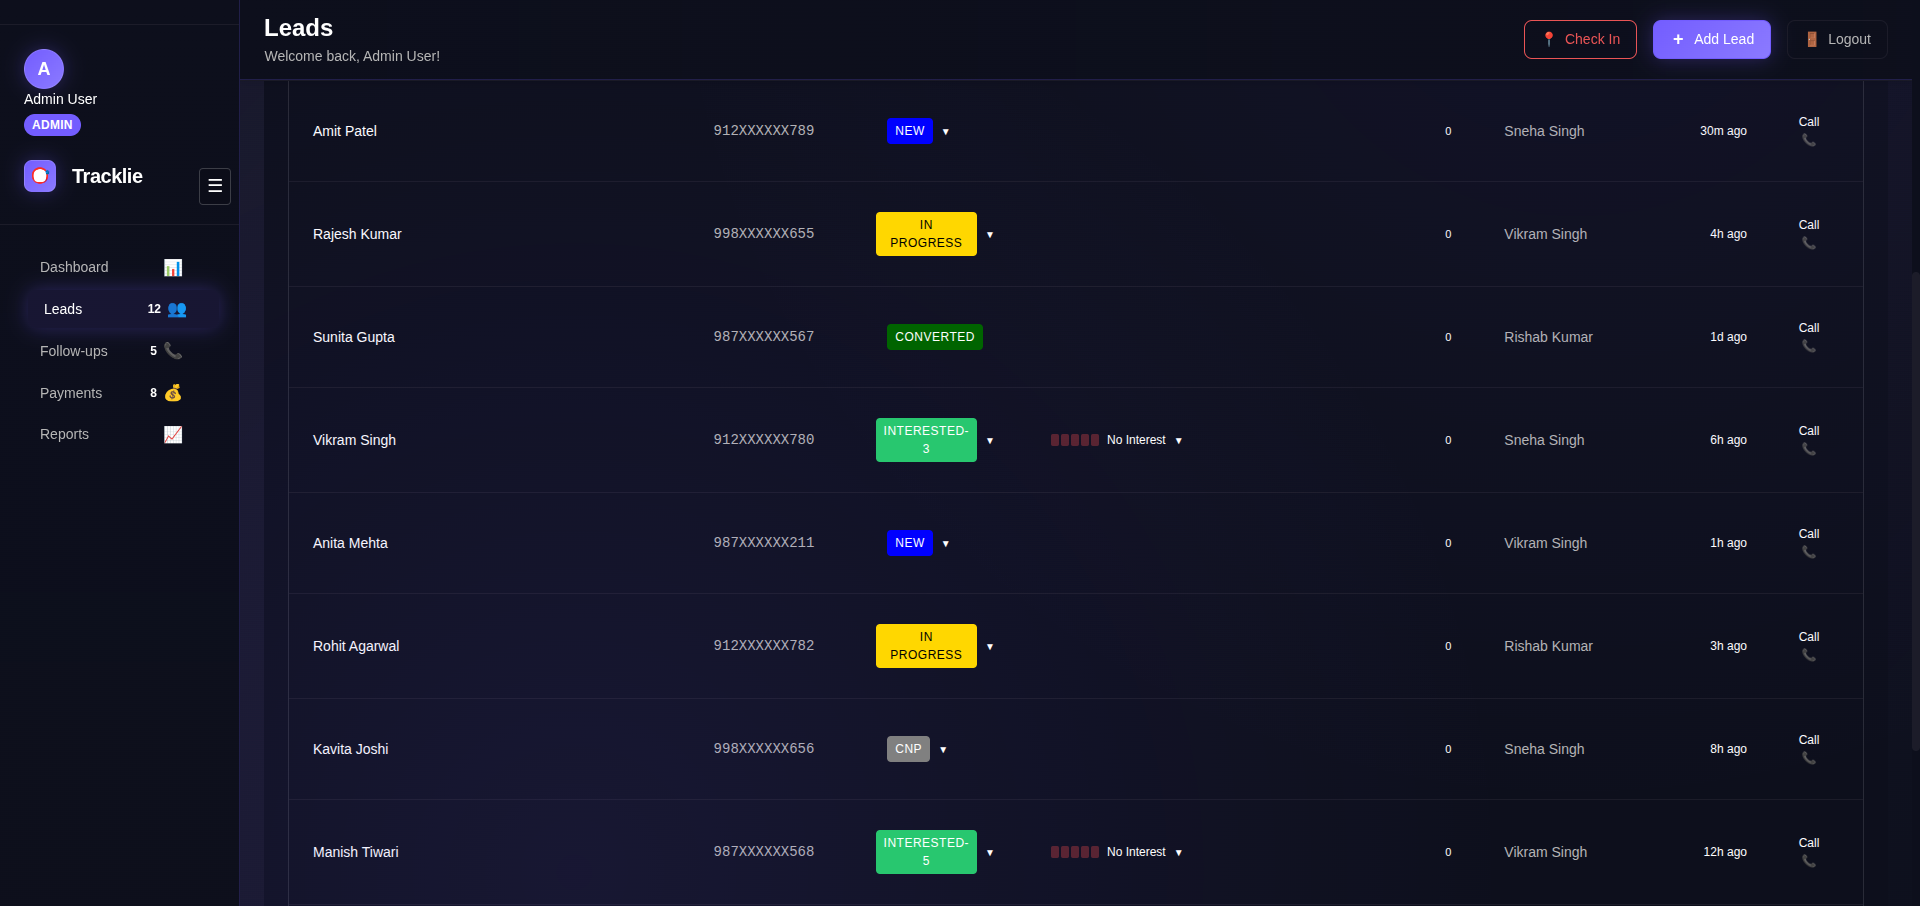 A
Admin User
ADMIN
Tracklie
☰
Dashboard
Leads 12
Follow-ups 5
Payments 8
Reports
Leads
Welcome back, Admin User!
Check In
+ Add Lead
Logout
Amit Patel 912XXXXXX789 NEW ▼ 0 Sneha Singh 30m ago Call
Rajesh Kumar 998XXXXXX655 IN PROGRESS ▼ 0 Vikram Singh 4h ago Call
Sunita Gupta 987XXXXXX567 CONVERTED 0 Rishab Kumar 1d ago Call
Vikram Singh 912XXXXXX780 INTERESTED-3 ▼ No Interest ▼ 0 Sneha Singh 6h ago Call
Anita Mehta 987XXXXXX211 NEW ▼ 0 Vikram Singh 1h ago Call
Rohit Agarwal 912XXXXXX782 IN PROGRESS ▼ 0 Rishab Kumar 3h ago Call
Kavita Joshi 998XXXXXX656 CNP ▼ 0 Sneha Singh 8h ago Call
Manish Tiwari 987XXXXXX568 INTERESTED-5 ▼ No Interest ▼ 0 Vikram Singh 12h ago Call